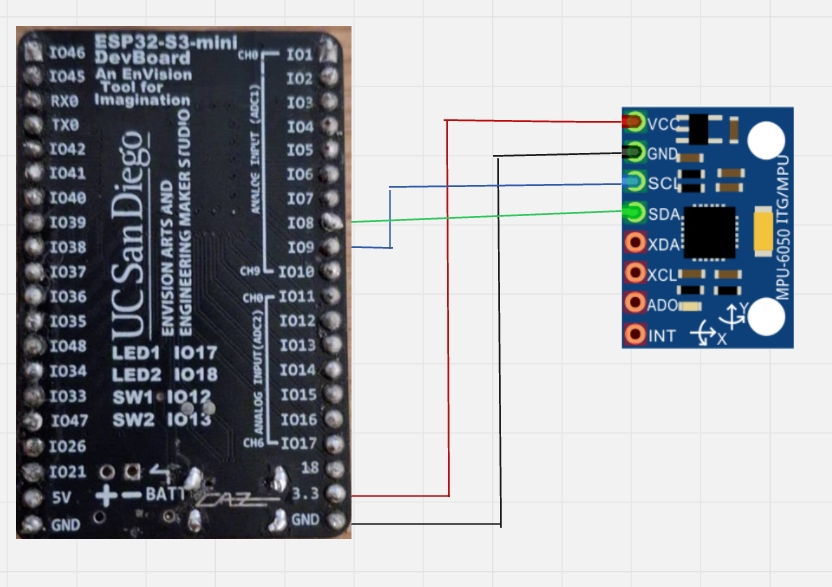 ESP32-S3-mini
DevBoard
An EnVision
Tool for
Imagination
UC San Diego
ENVISION ARTS AND
ENGINEERING MAKER STUDIO
LED1 IO17
LED2 IO18
SW1 IO12
SW2 IO13
BATT
IO46
IO45
RX0
TX0
IO42
IO41
IO40
IO39
IO38
IO37
IO36
IO35
IO48
IO34
IO33
IO47
IO26
IO21
5V
GND
CH0
ANALOG INPUT (ADC1)
CH9
CH0
ANALOG INPUT(ADC2)
CH6
IO1
IO2
IO3
IO4
IO5
IO6
IO7
IO8
IO9
IO10
IO11
IO12
IO13
IO14
IO15
IO16
IO17
18
3.3
GND
VCC
GND
SCL
SDA
XDA
XCL
ADO
INT
MPU-6050 ITG/MPU
Y
X